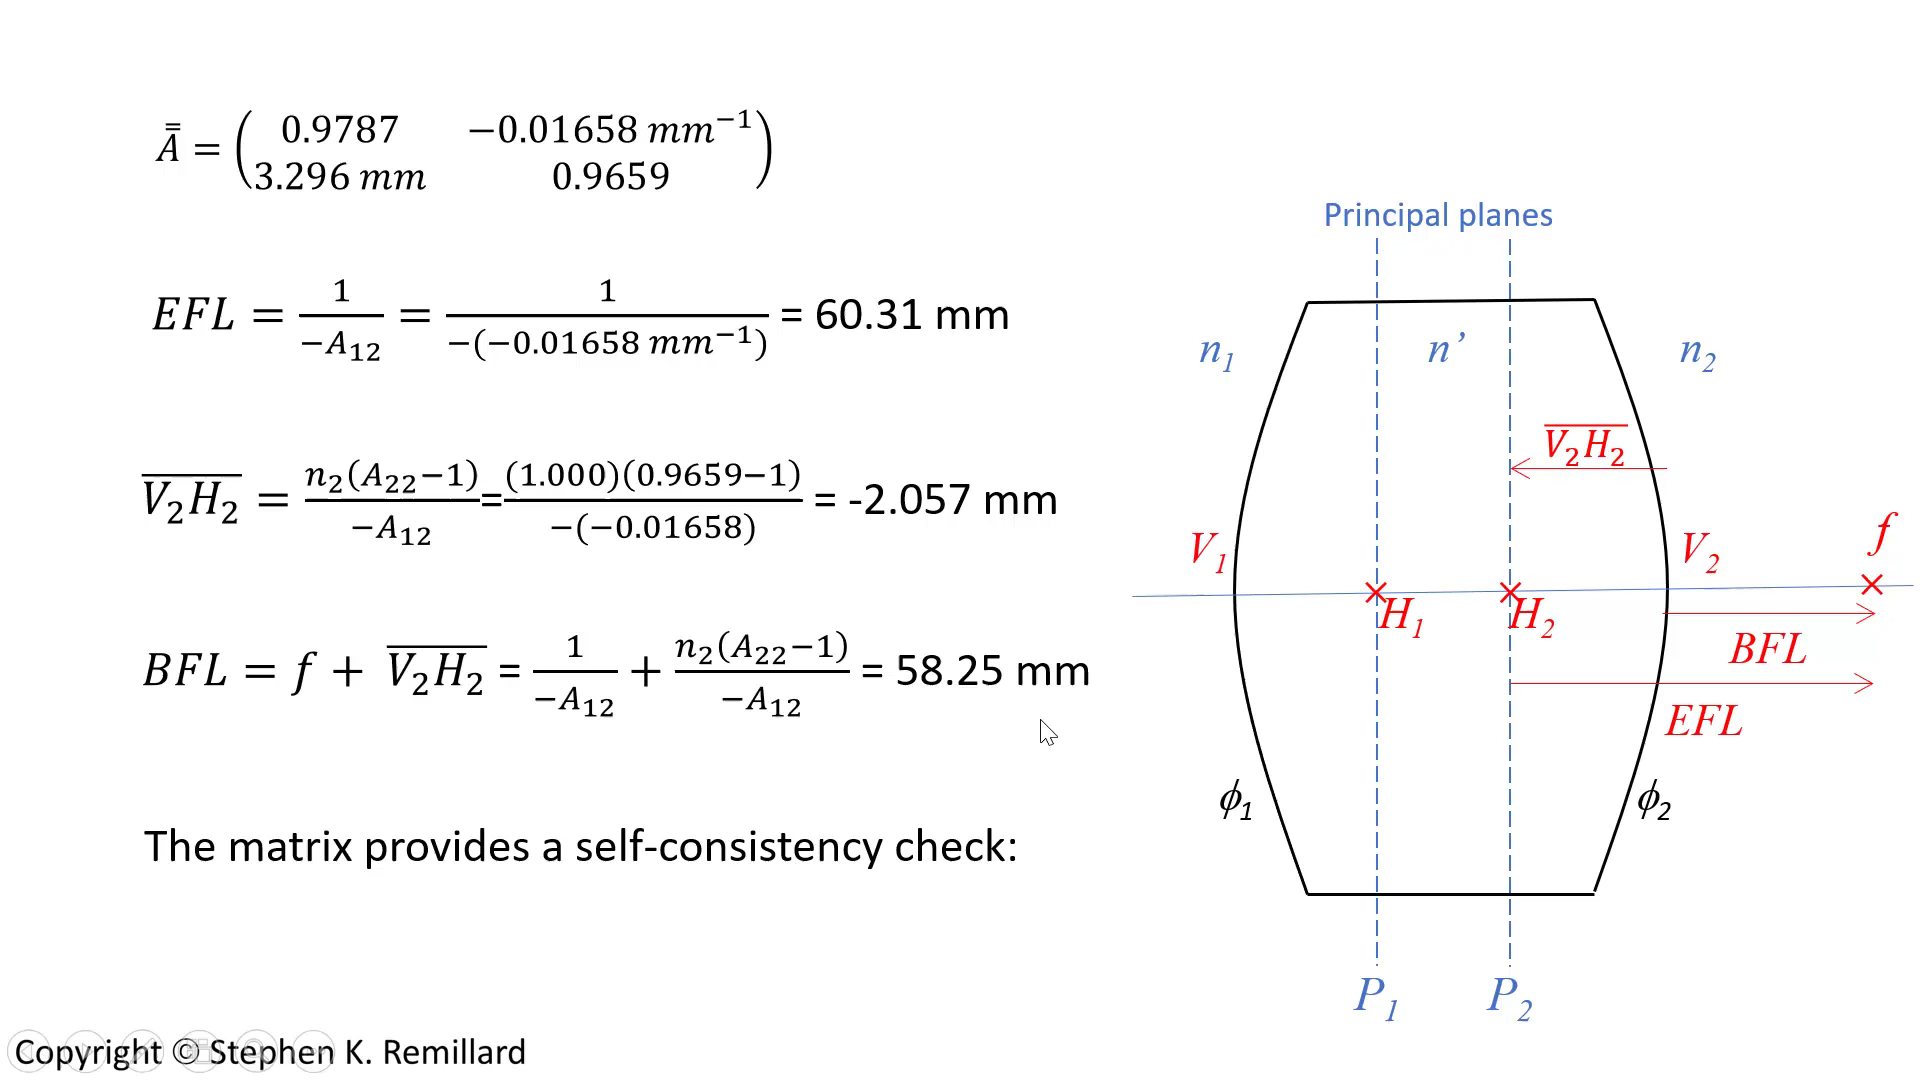 Ā̄ = (0.9787 −0.01658 mm⁻¹
3.296 mm 0.9659)
EFL = 1/−A₁₂ = 1/−(−0.01658 mm⁻¹) = 60.31 mm
V₂H₂ = n₂(A₂₂−1)/−A₁₂ = (1.000)(0.9659−1)/−(−0.01658) = -2.057 mm
BFL = f + V₂H₂ = 1/−A₁₂ + n₂(A₂₂−1)/−A₁₂ = 58.25 mm
The matrix provides a self-consistency check:
Principal planes
n₁ n’ n₂
V₂H₂
V₁ V₂ f
H₁ H₂
BFL
EFL
ϕ₁ ϕ₂
P₁ P₂
Copyright © Stephen K. Remillard